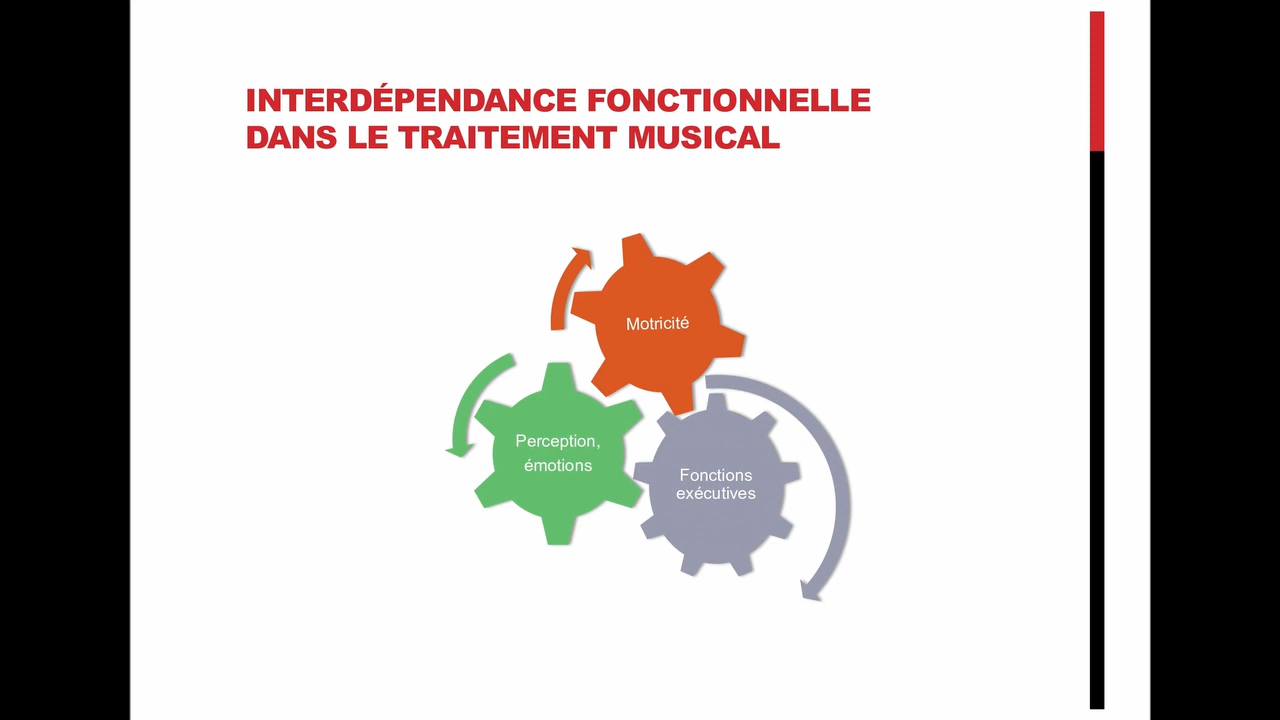 INTERDÉPENDANCE FONCTIONNELLE
DANS LE TRAITEMENT MUSICAL
Motricité
Perception,
émotions
Fonctions
exécutives